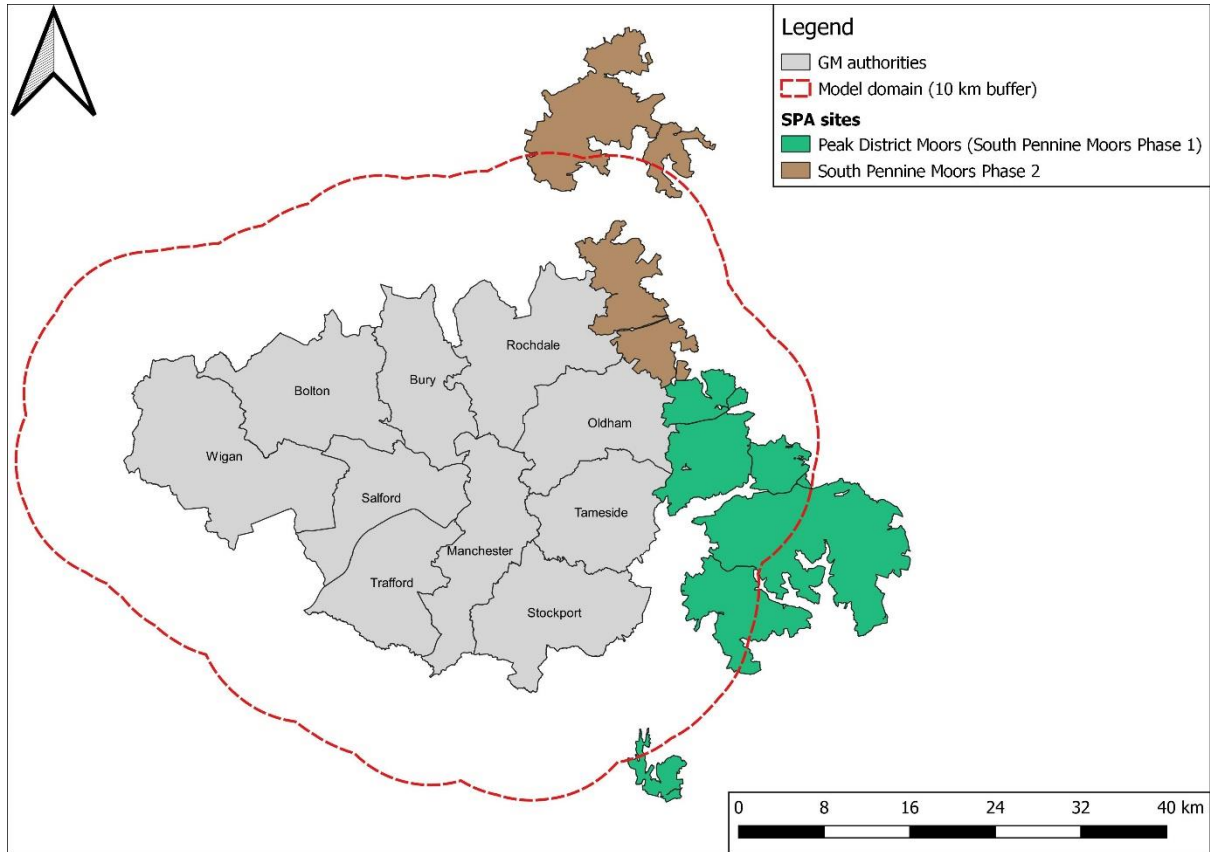 Legend
GM authorities
Model domain (10 km buffer)
SPA sites
Peak District Moors (South Pennine Moors Phase 1)
South Pennine Moors Phase 2
Rochdale
Bury
Bolton
Oldham
Wigan
Salford
Tameside
Manchester
Trafford
Stockport
0 8 16 24 32 40 km